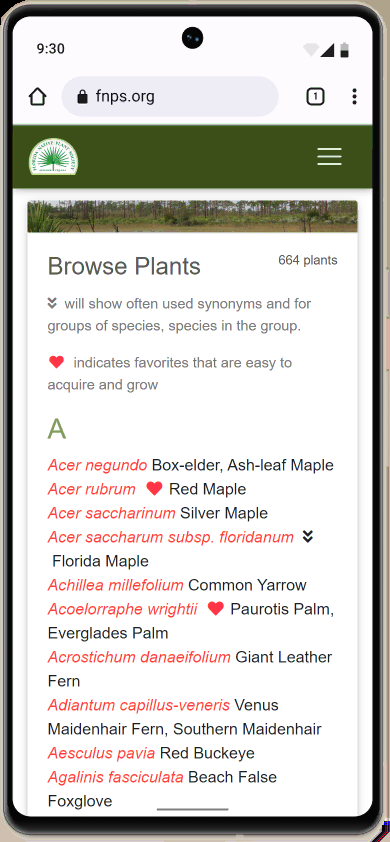 9:30
fnps.org
1
FLORIDA NATIVE PLANT SOCIETY
Browse Plants
664 plants
will show often used synonyms and for
groups of species, species in the group.
indicates favorites that are easy to
acquire and grow
A
Acer negundo Box-elder, Ash-leaf Maple
Acer rubrum Red Maple
Acer saccharinum Silver Maple
Acer saccharum subsp. floridanum
Florida Maple
Achillea millefolium Common Yarrow
Acoelorraphe wrightii Paurotis Palm,
Everglades Palm
Acrostichum danaeifolium Giant Leather
Fern
Adiantum capillus-veneris Venus
Maidenhair Fern, Southern Maidenhair
Aesculus pavia Red Buckeye
Agalinis fasciculata Beach False
Foxglove